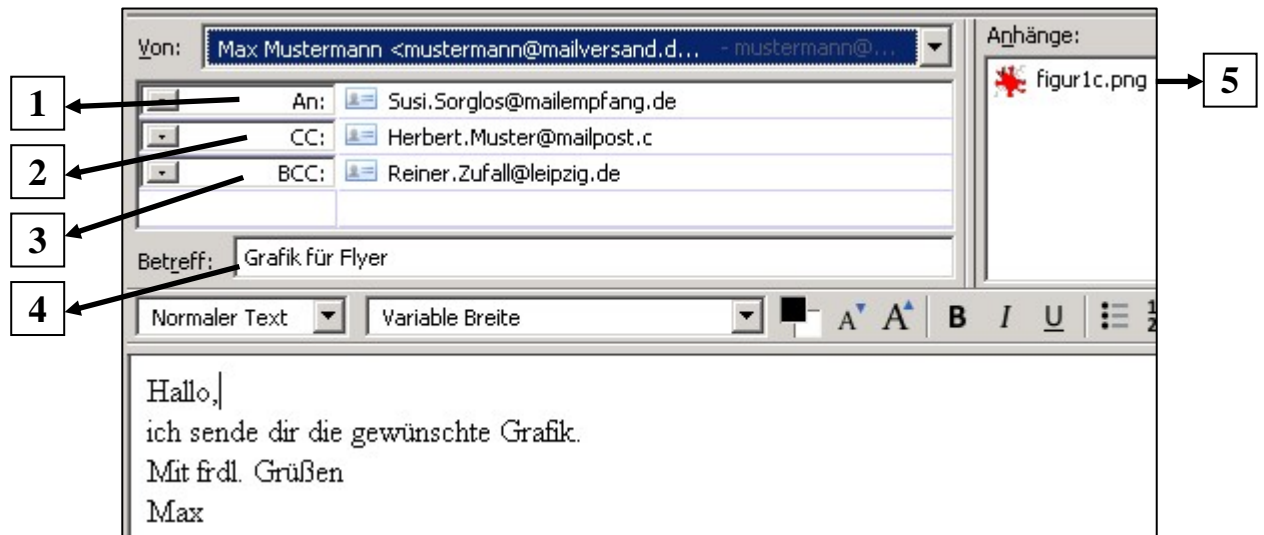 Von: Max Mustermann <mustermann@mailversand.d... - mustermann@...
Anhänge:
figur1c.png
5
1
An: Susi.Sorglos@mailempfang.de
2
CC: Herbert.Muster@mailpost.c
3
BCC: Reiner.Zufall@leipzig.de
4
Betreff: Grafik für Flyer
Normaler Text Variable Breite A A B I U
Hallo,
ich sende dir die gewünschte Grafik.
Mit frdl. Grüßen
Max